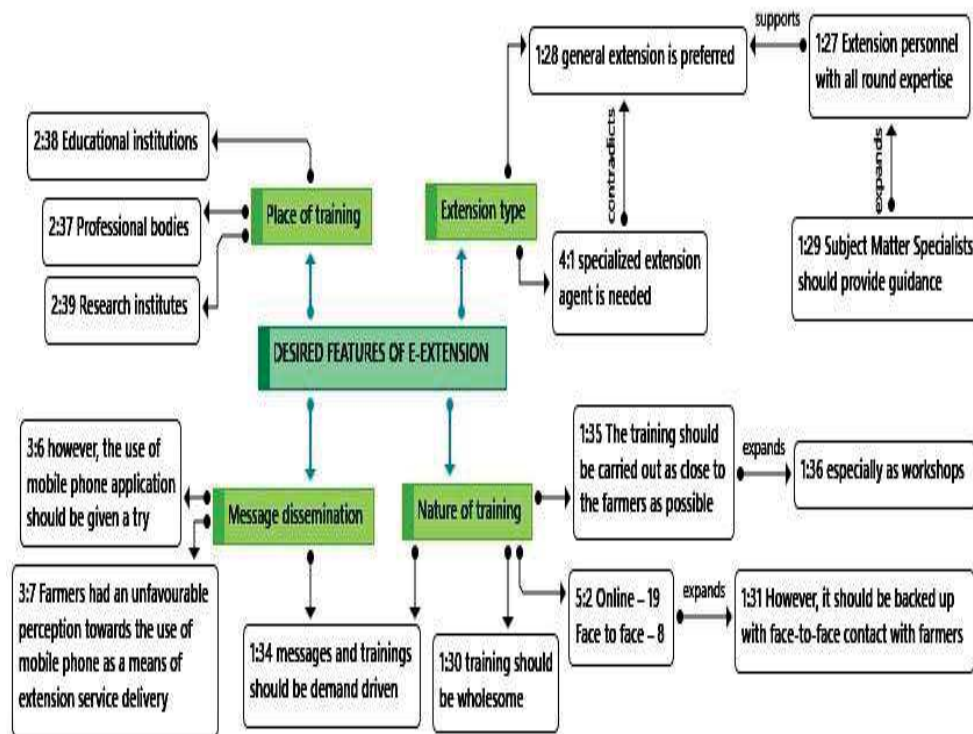 supports
1:28 general extension is preferred
1:27 Extension personnel
with all round expertise
2:38 Educational institutions
contradicts
expands
Place of training
Extension type
2:37 Professional bodies
4:1 specialized extension
agent is needed
1:29 Subject Matter Specialists
should provide guidance
2:39 Research institutes
DESIRED FEATURES OF E-EXTENSION
3:6 however, the use of
mobile phone application
should be given a try
1:35 The training should
be carried out as close to
the farmers as possible
expands
1:36 especially as workshops
Message dissemination
Nature of training
3:7 Farmers had an unfavourable
perception towards the use of
mobile phone as a means of
extension service delivery
1:34 messages and trainings
should be demand driven
1:30 training should
be wholesome
5:2 Online – 19
Face to face – 8
expands
1:31 However, it should be backed up
with face-to-face contact with farmers